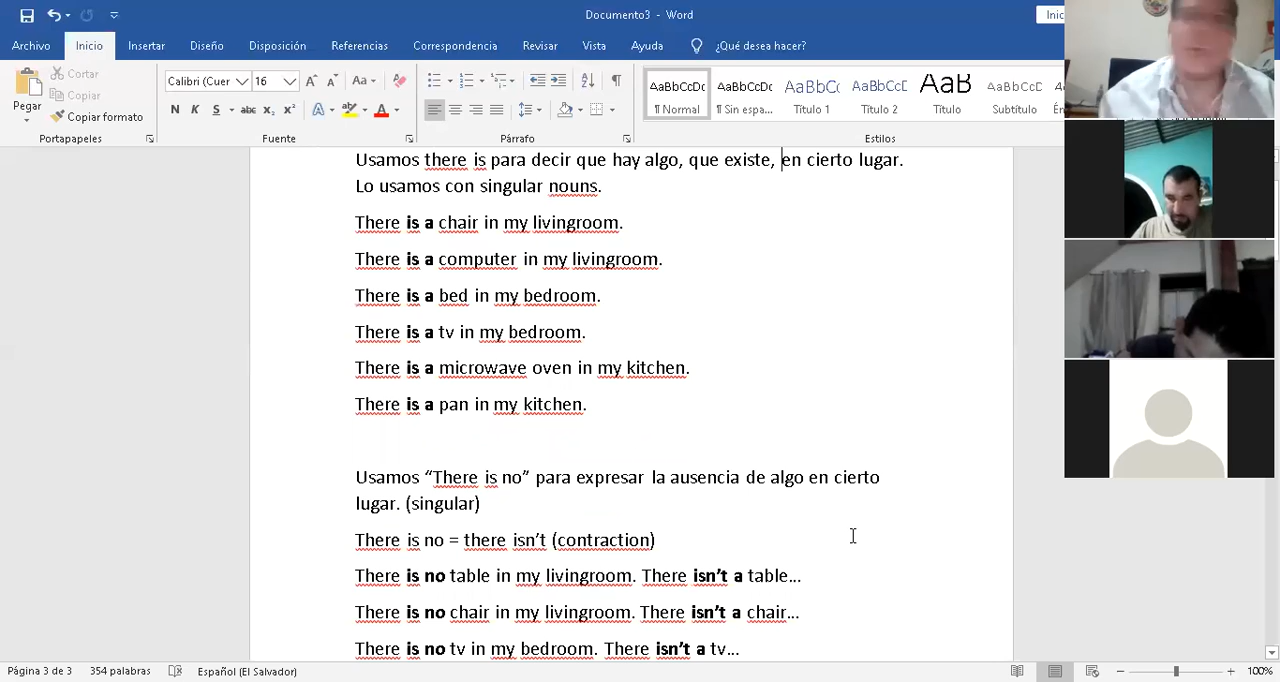 Documento3 - Word
Inic
Archivo Inicio Insertar Diseño Disposición Referencias Correspondencia Revisar Vista Ayuda ¿Qué desea hacer?
Pegar
Cortar
Copiar
Copiar formato
Portapapeles
Calibri (Cuer 16
N K S abc x₂ x²
Fuente
Párrafo
AaBbCcDc AaBbCcDc AaBbCc AaBbCcC AaB AaBbCcD
¶ Normal ¶ Sin espa... Título 1 Título 2 Título Subtítulo
Estilos
Usamos there is para decir que hay algo, que existe, en cierto lugar.
Lo usamos con singular nouns.
There is a chair in my livingroom.
There is a computer in my livingroom.
There is a bed in my bedroom.
There is a tv in my bedroom.
There is a microwave oven in my kitchen.
There is a pan in my kitchen.
Usamos “There is no” para expresar la ausencia de algo en cierto
lugar. (singular)
There is no = there isn’t (contraction)
There is no table in my livingroom. There isn’t a table...
There is no chair in my livingroom. There isn’t a chair...
There is no tv in my bedroom. There isn’t a tv...
Página 3 de 3 354 palabras Español (El Salvador) 100%